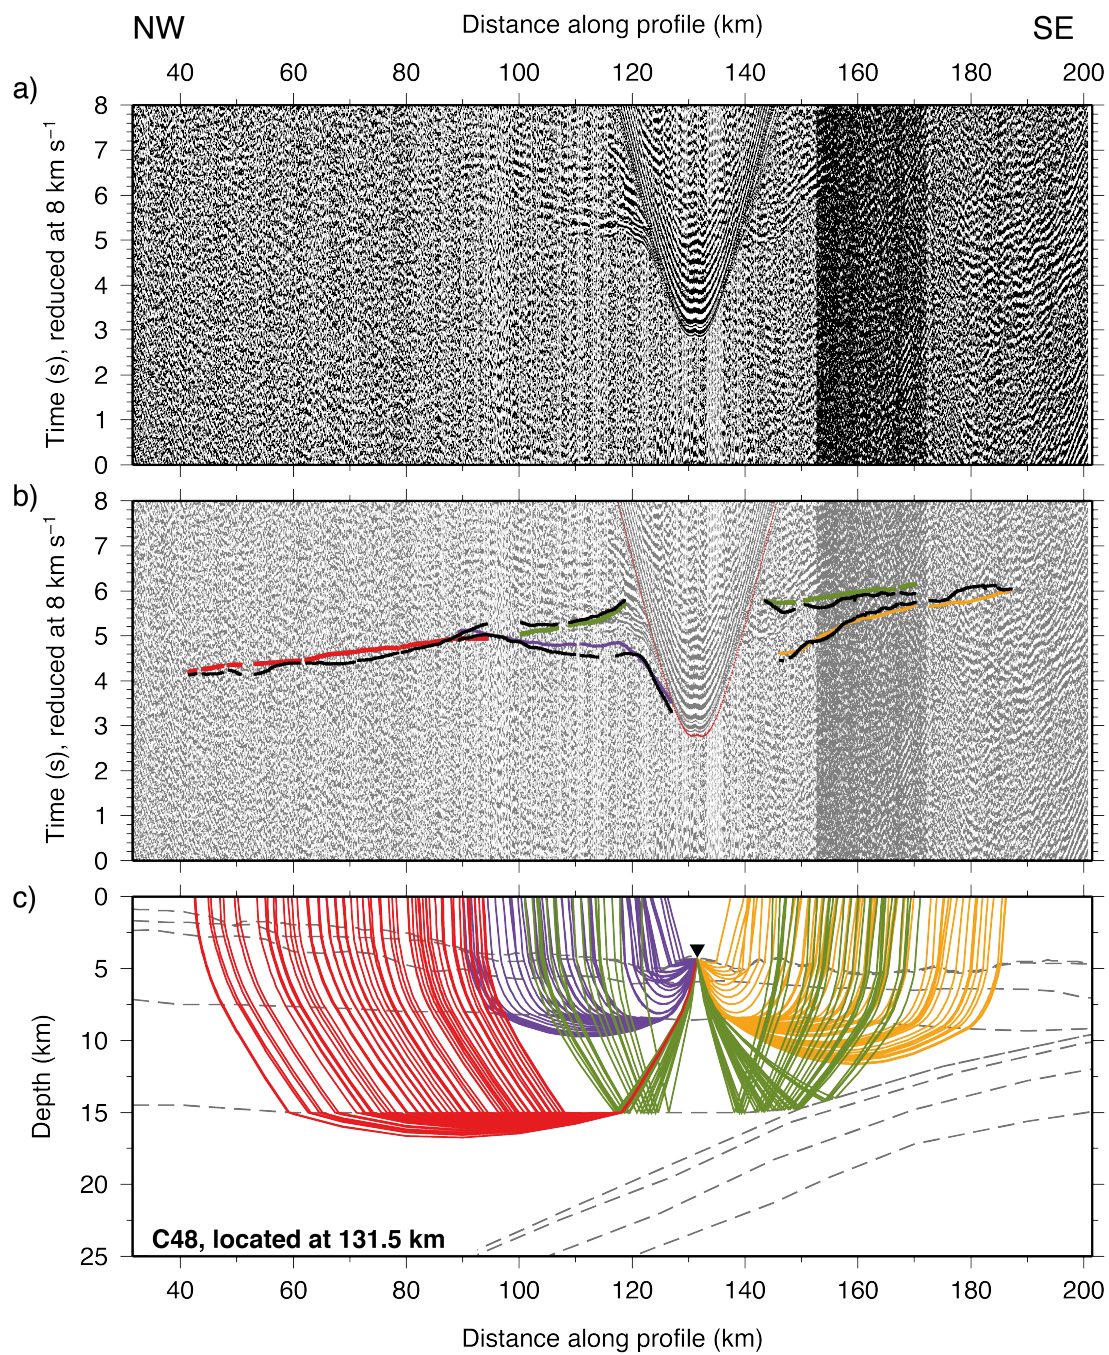 NW Distance along profile (km) SE
40 60 80 100 120 140 160 180 200
a)
8
7
6
5
4
3
2
1
0
Time (s), reduced at 8 km s⁻¹
b)
8
7
6
5
4
3
2
1
0
Time (s), reduced at 8 km s⁻¹
c)
0
5
10
15
20
25
Depth (km)
C48, located at 131.5 km
40 60 80 100 120 140 160 180 200
Distance along profile (km)